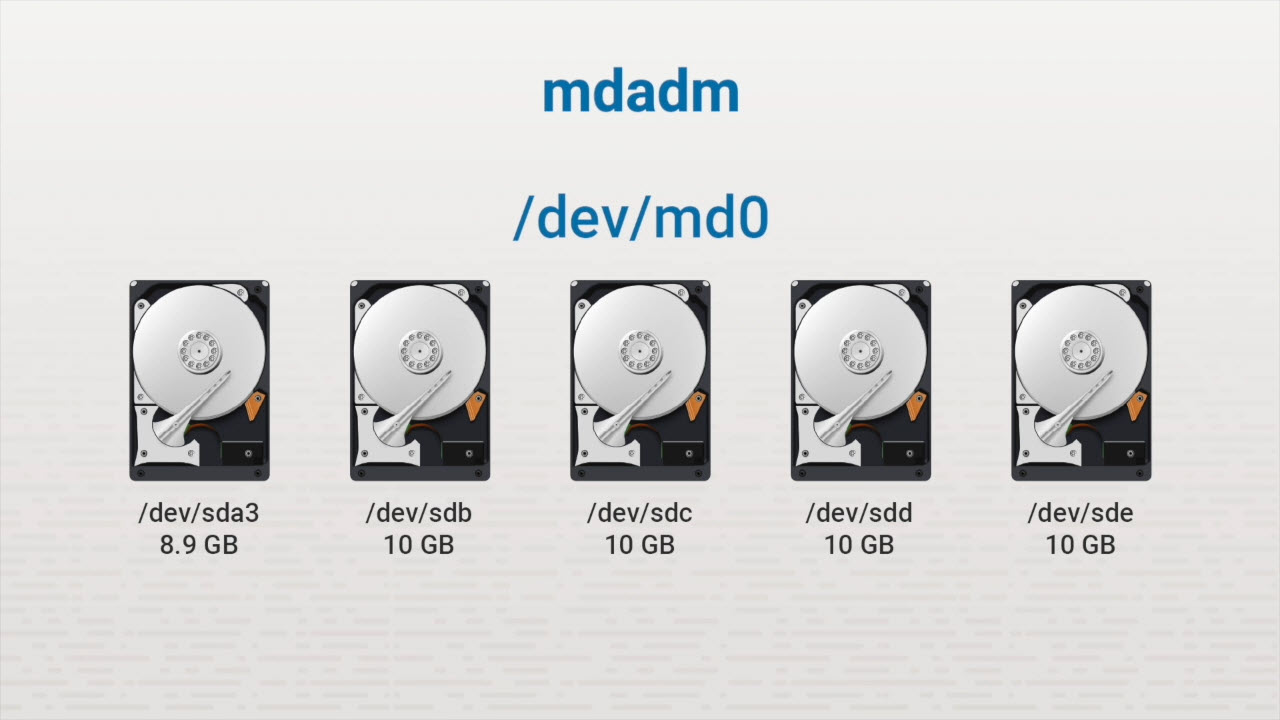 mdadm
/dev/md0
/dev/sda3 /dev/sdb /dev/sdc /dev/sdd /dev/sde
8.9 GB 10 GB 10 GB 10 GB 10 GB